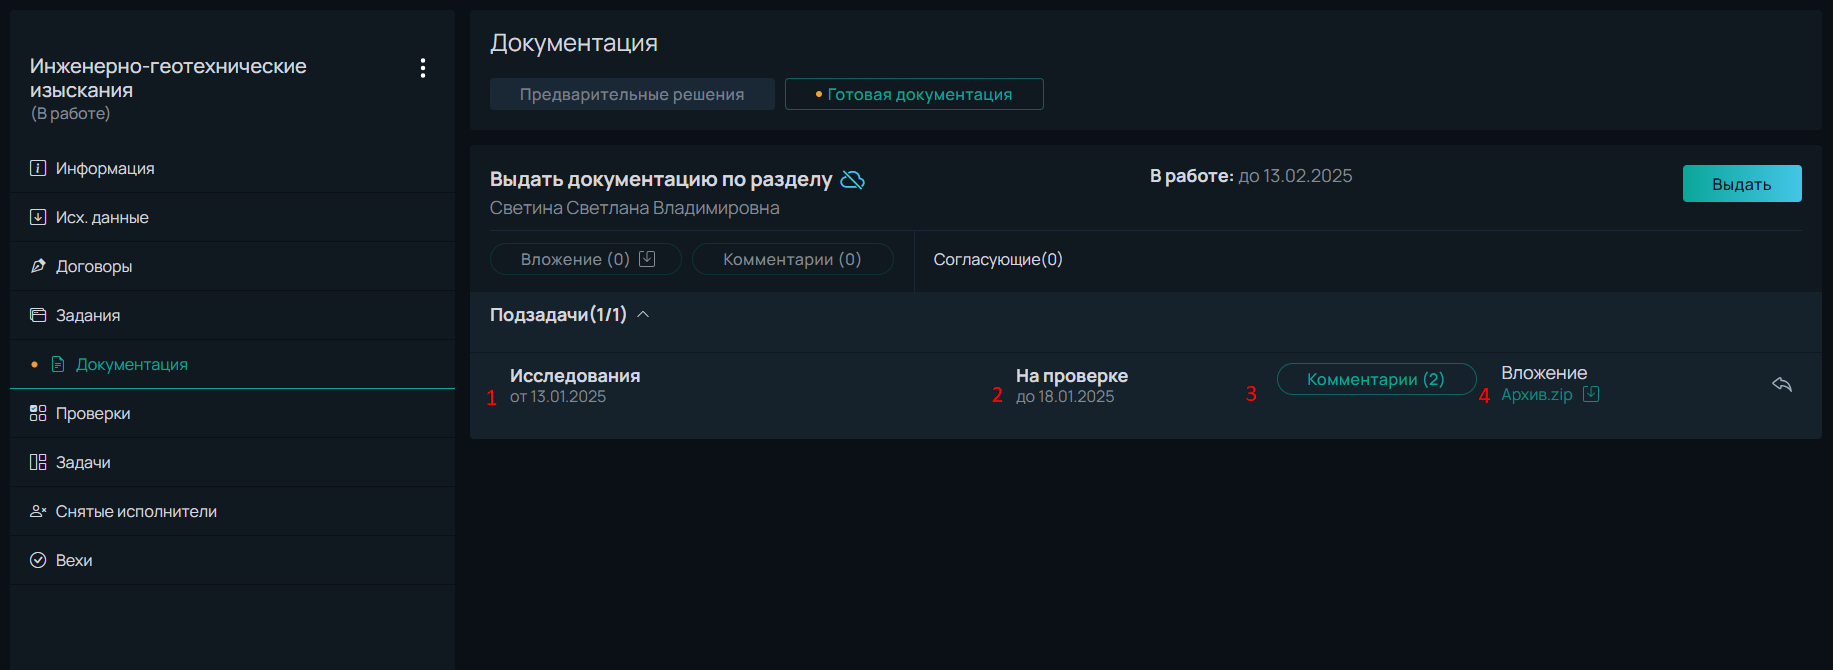 Инженерно-геотехнические
изыскания
(В работе)
Информация
Исх. данные
Договоры
Задания
Документация
Проверки
Задачи
Снятые исполнители
Вехи
Документация
Предварительные решения
Готовая документация
Выдать документацию по разделу
Светина Светлана Владимировна
В работе: до 13.02.2025
Выдать
Вложение (0)
Комментарии (0)
Согласующие(0)
Подзадачи(1/1)
1
Исследования
от 13.01.2025
2
На проверке
до 18.01.2025
3
Комментарии (2)
4
Вложение
Архив.zip